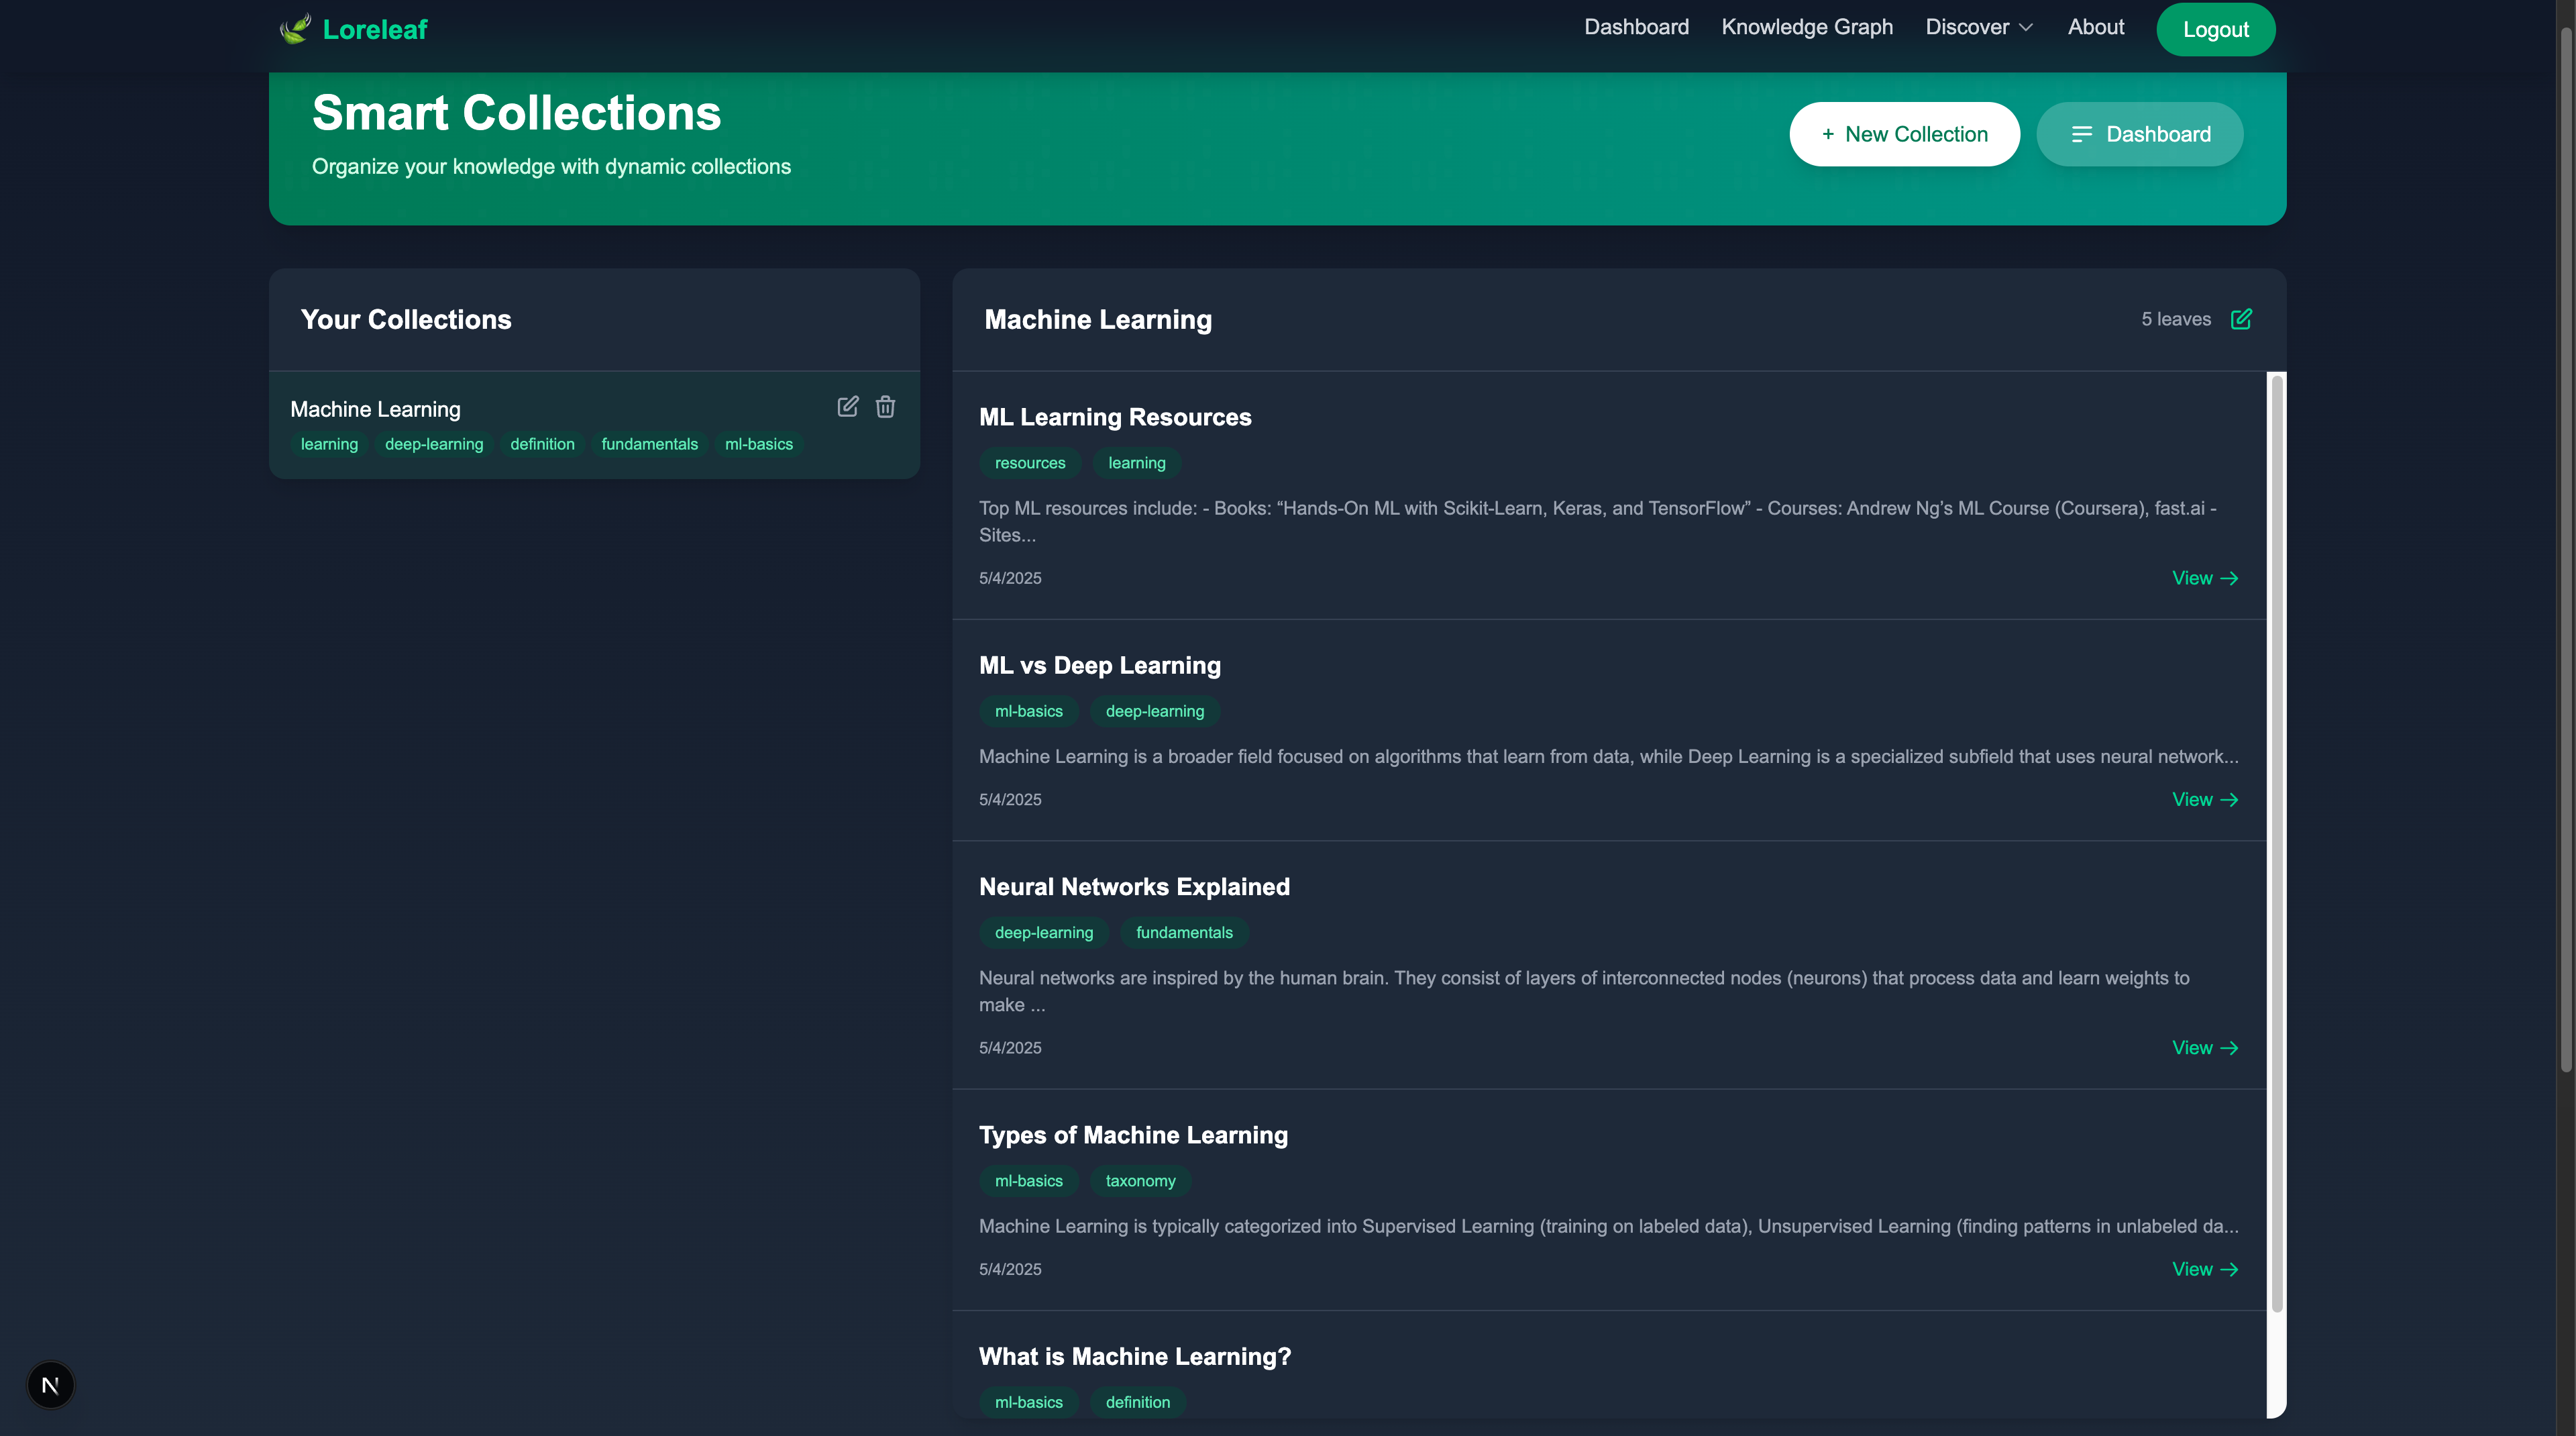 Loreleaf
Dashboard
Knowledge Graph
Discover
About
Logout
Smart Collections
Organize your knowledge with dynamic collections
+ New Collection
Dashboard
Your Collections
Machine Learning
learning deep-learning definition fundamentals ml-basics
Machine Learning
5 leaves
ML Learning Resources
resources learning
Top ML resources include: - Books: “Hands-On ML with Scikit-Learn, Keras, and TensorFlow” - Courses: Andrew Ng’s ML Course (Coursera), fast.ai -
Sites...
5/4/2025
View →
ML vs Deep Learning
ml-basics deep-learning
Machine Learning is a broader field focused on algorithms that learn from data, while Deep Learning is a specialized subfield that uses neural network...
5/4/2025
View →
Neural Networks Explained
deep-learning fundamentals
Neural networks are inspired by the human brain. They consist of layers of interconnected nodes (neurons) that process data and learn weights to
make ...
5/4/2025
View →
Types of Machine Learning
ml-basics taxonomy
Machine Learning is typically categorized into Supervised Learning (training on labeled data), Unsupervised Learning (finding patterns in unlabeled da...
5/4/2025
View →
What is Machine Learning?
ml-basics definition
N